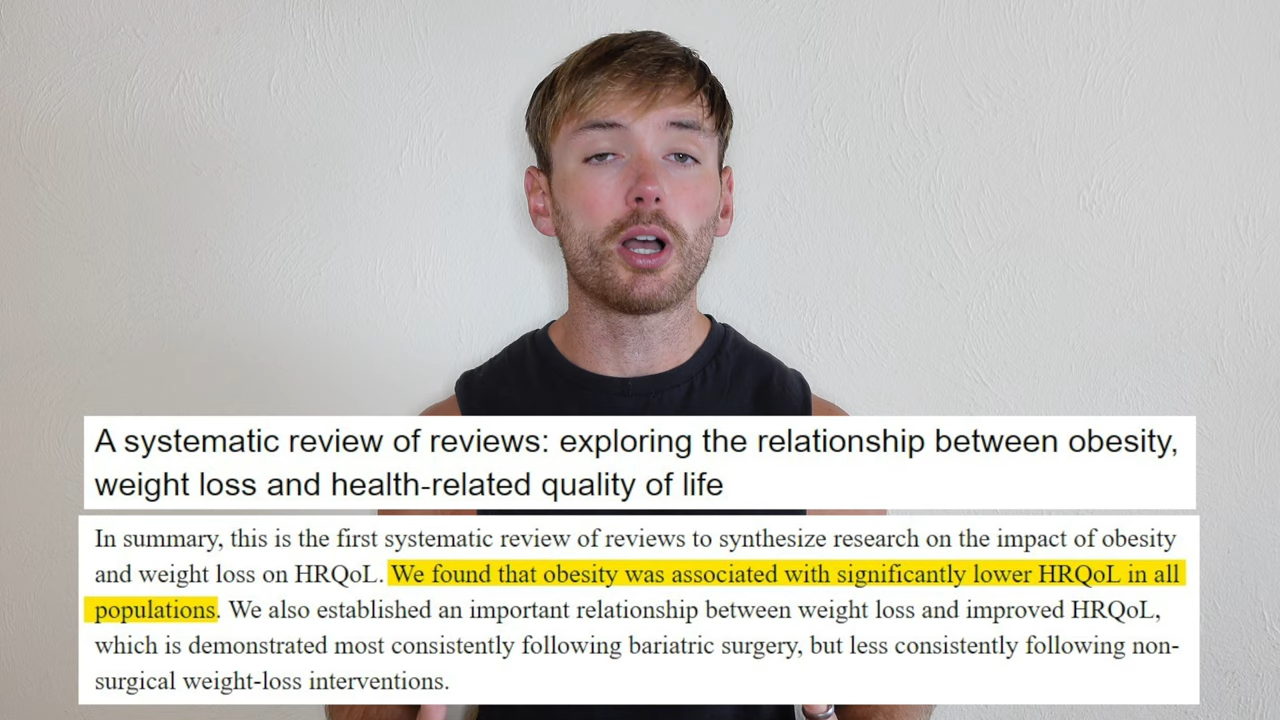 A systematic review of reviews: exploring the relationship between obesity,
weight loss and health-related quality of life
In summary, this is the first systematic review of reviews to synthesize research on the impact of obesity
and weight loss on HRQoL. We found that obesity was associated with significantly lower HRQoL in all
populations. We also established an important relationship between weight loss and improved HRQoL,
which is demonstrated most consistently following bariatric surgery, but less consistently following non-
surgical weight-loss interventions.